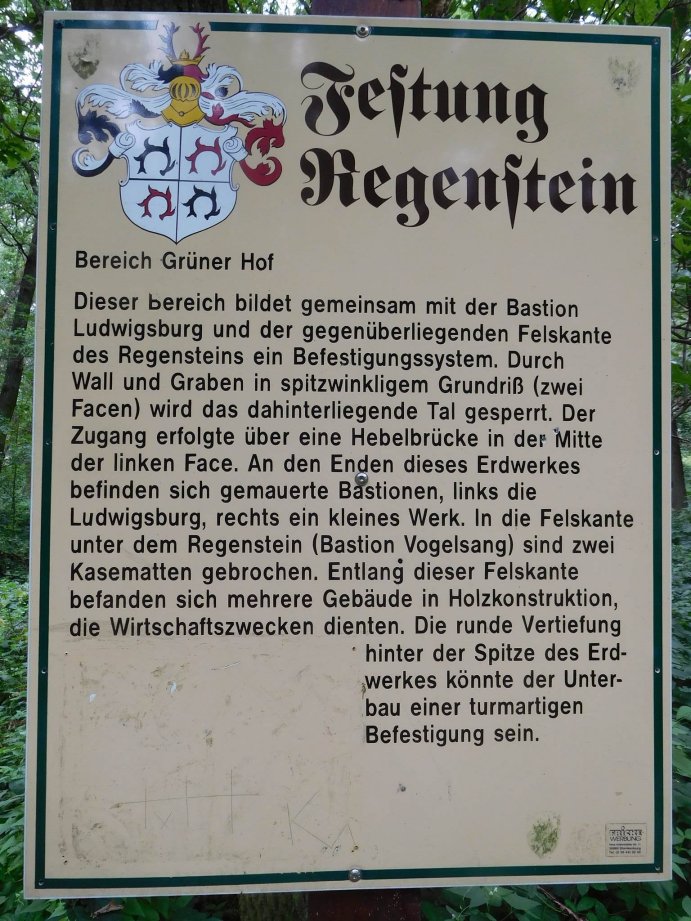 Festung
Regenstein
Bereich Grüner Hof
Dieser Bereich bildet gemeinsam mit der Bastion
Ludwigsburg und der gegenüberliegenden Felskante
des Regensteins ein Befestigungssystem. Durch
Wall und Graben in spitzwinkligem Grundriß (zwei
Facen) wird das dahinterliegende Tal gesperrt. Der
Zugang erfolgte über eine Hebelbrücke in der Mitte
der linken Face. An den Enden dieses Erdwerkes
befinden sich gemauerte Bastionen, links die
Ludwigsburg, rechts ein kleines Werk. In die Felskante
unter dem Regenstein (Bastion Vogelsang) sind zwei
Kasematten gebrochen. Entlang dieser Felskante
befanden sich mehrere Gebäude in Holzkonstruktion,
die Wirtschaftszwecken dienten. Die runde Vertiefung
hinter der Spitze des Erd-
werkes könnte der Unter-
bau einer turmartigen
Befestigung sein.
WERBUNG